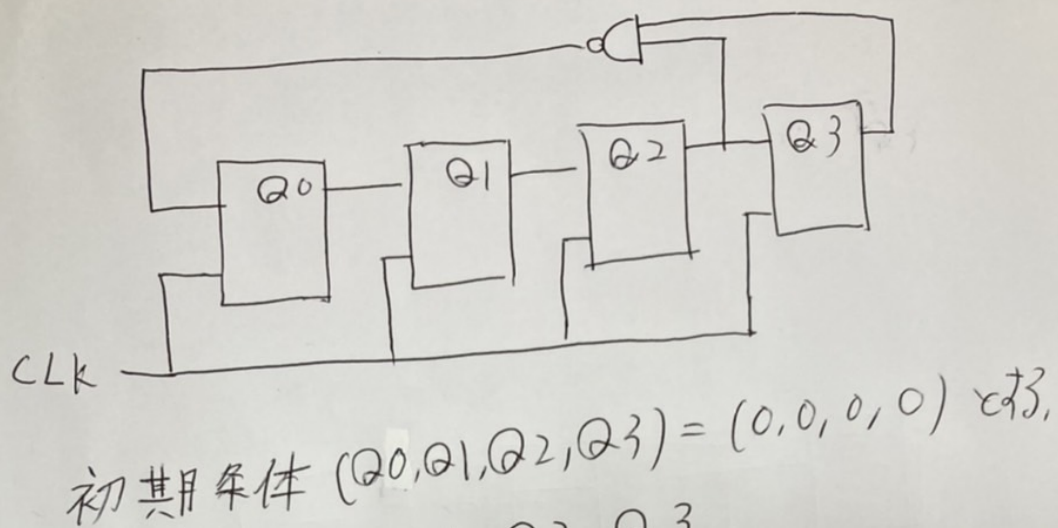 Q0
Q1
Q2
Q3
CLK
初期条体 (Q0,Q1,Q2,Q3) = (0,0,0,0) とする,